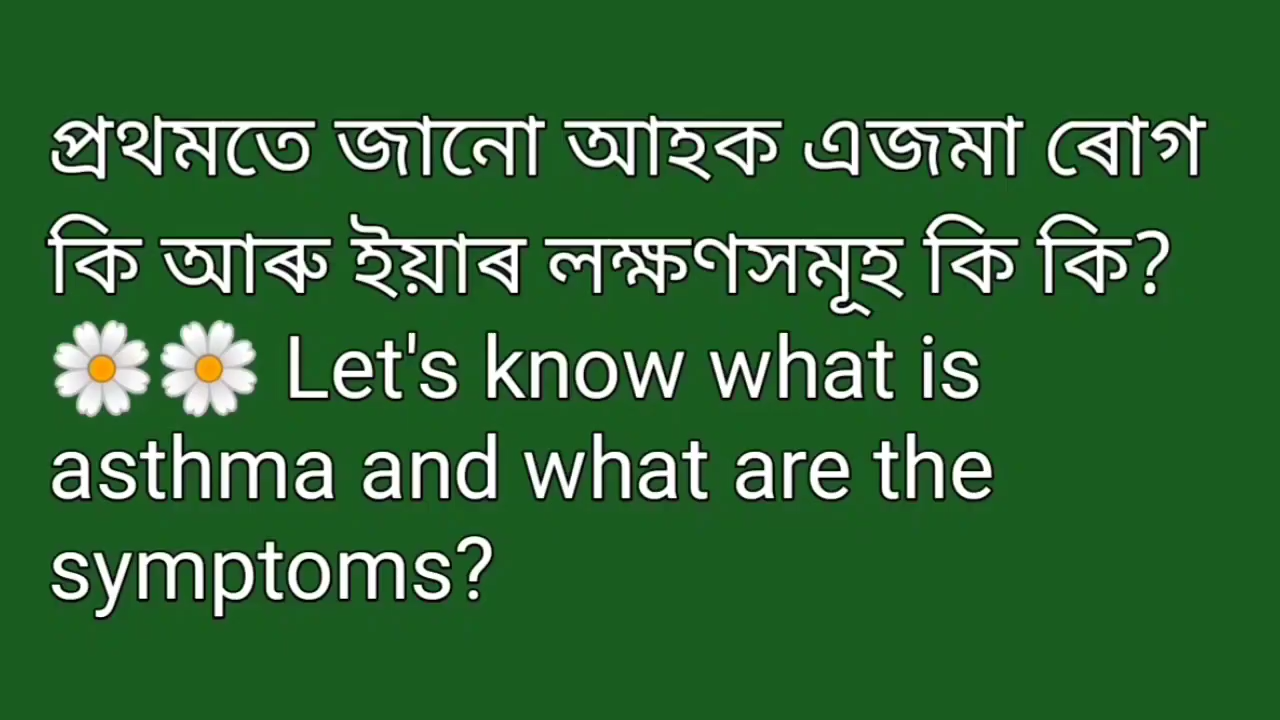 প্ৰথমতে জানো আহক এজমা ৰোগ
কি আৰু ইয়াৰ লক্ষণসমূহ কি কি?
🌼🌼 Let's know what is
asthma and what are the
symptoms?